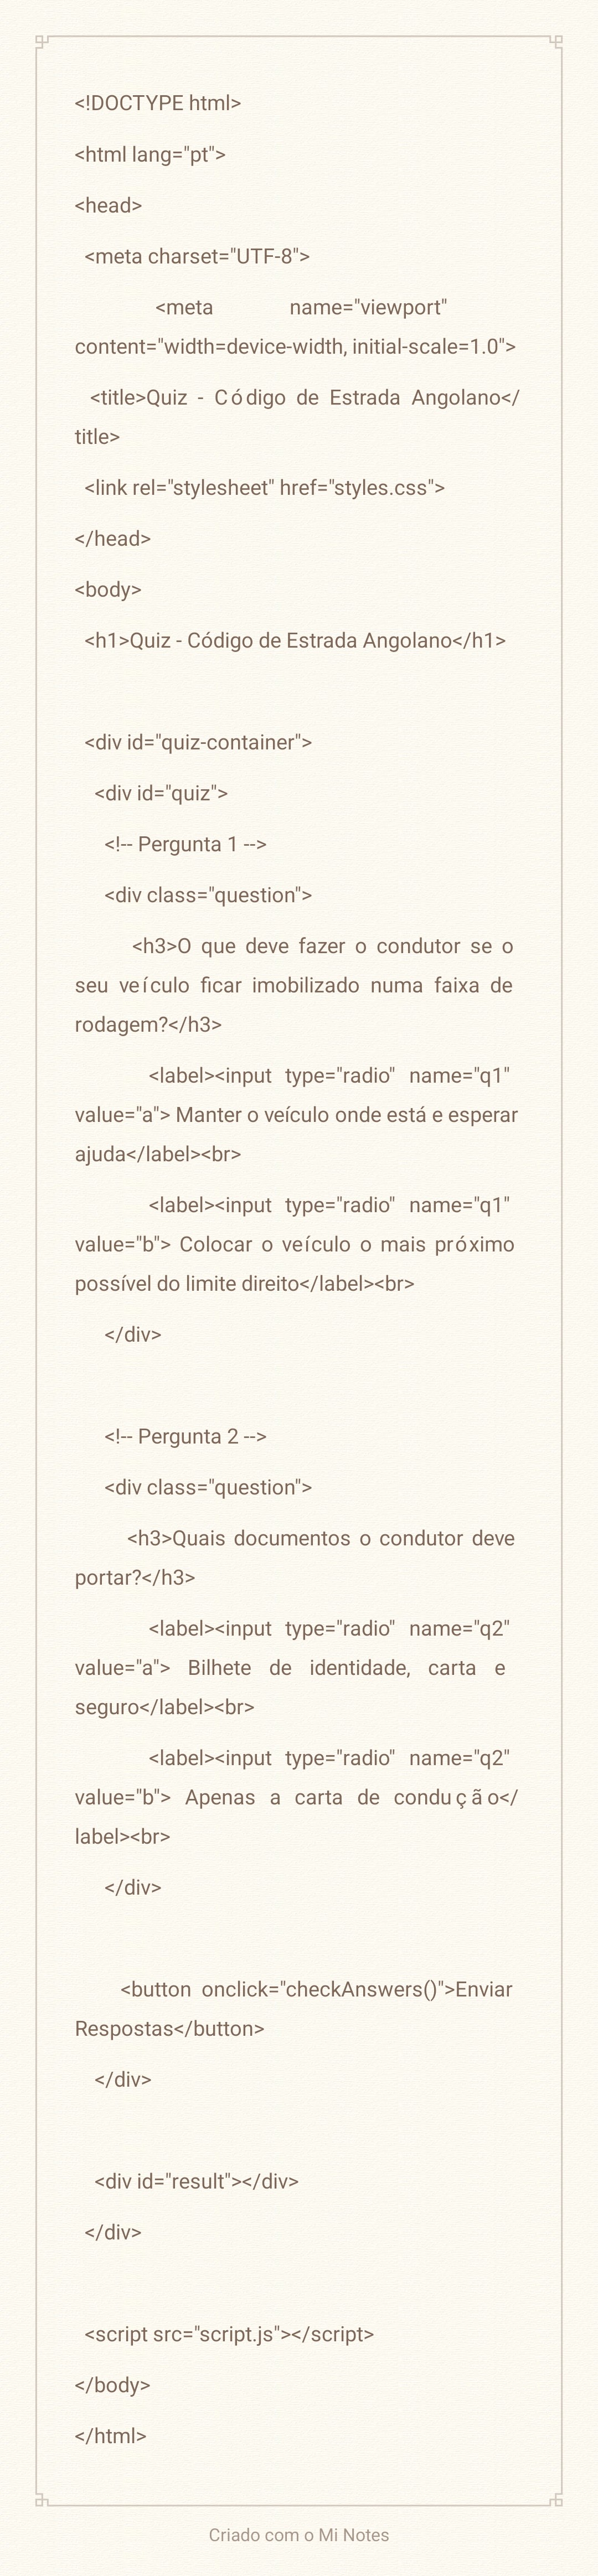 <!DOCTYPE html>
<html lang="pt">
<head>
<meta charset="UTF-8">
<meta name="viewport"
content="width=device-width, initial-scale=1.0">
<title>Quiz - Código de Estrada Angolano</
title>
<link rel="stylesheet" href="styles.css">
</head>
<body>
<h1>Quiz - Código de Estrada Angolano</h1>
<div id="quiz-container">
<div id="quiz">
<!-- Pergunta 1 -->
<div class="question">
<h3>O que deve fazer o condutor se o
seu veículo ficar imobilizado numa faixa de
rodagem?</h3>
<label><input type="radio" name="q1"
value="a"> Manter o veículo onde está e esperar
ajuda</label><br>
<label><input type="radio" name="q1"
value="b"> Colocar o veículo o mais próximo
possível do limite direito</label><br>
</div>
<!-- Pergunta 2 -->
<div class="question">
<h3>Quais documentos o condutor deve
portar?</h3>
<label><input type="radio" name="q2"
value="a"> Bilhete de identidade, carta e
seguro</label><br>
<label><input type="radio" name="q2"
value="b"> Apenas a carta de condução</
label><br>
</div>
<button onclick="checkAnswers()">Enviar
Respostas</button>
</div>
<div id="result"></div>
</div>
<script src="script.js"></script>
</body>
</html>
Criado com o Mi Notes